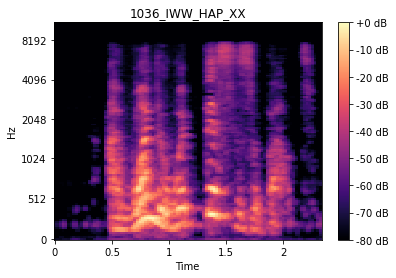 1036_IWW_HAP_XX
+0 dB
8192
-10 dB
4096
-20 dB
-30 dB
2048
Hz
-40 dB
1024
-50 dB
512
-60 dB
-70 dB
0
-80 dB
0 0.5 1 1.5 2
Time